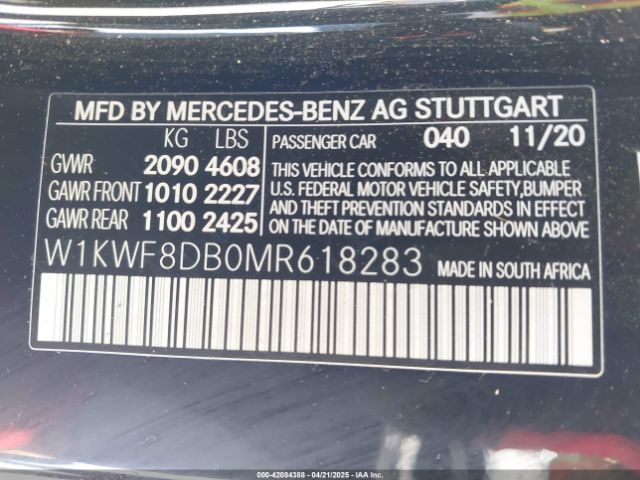 MFD BY MERCEDES-BENZ AG STUTTGART
KG LBS PASSENGER CAR 040 11/20
GVWR 2090 4608 THIS VEHICLE CONFORMS TO ALL APPLICABLE
GAWR FRONT 1010 2227 U.S. FEDERAL MOTOR VEHICLE SAFETY,BUMPER
AND THEFT PREVENTION STANDARDS IN EFFECT
GAWR REAR 1100 2425 ON THE DATE OF MANUFACTURE SHOWN ABOVE
W1KWF8DB0MR618283 MADE IN SOUTH AFRICA
000-42084388 - 04/21/2025 - IAAI.COM